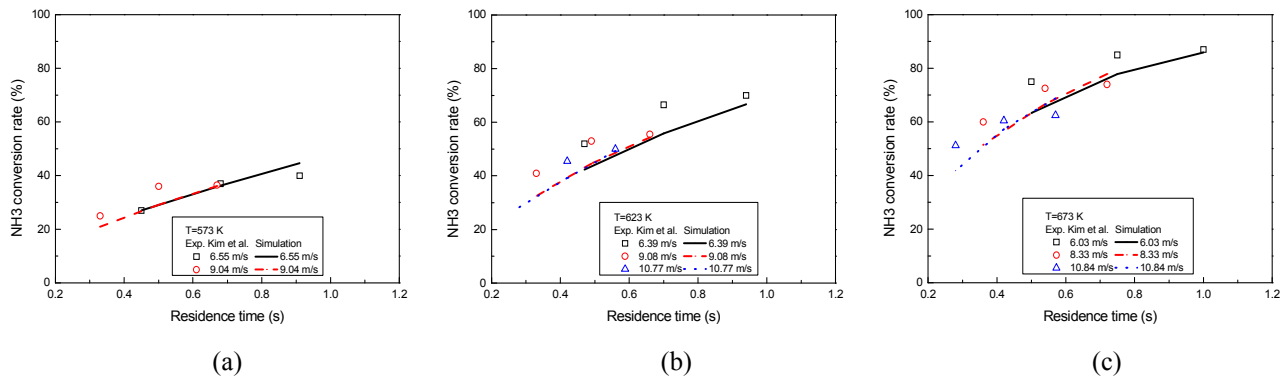 NH3 conversion rate (%)
100
80
60
40
20
0
T=573 K
Exp. Kim et al. Simulation
6.55 m/s 6.55 m/s
9.04 m/s 9.04 m/s
0.2 0.4 0.6 0.8 1.0 1.2
Residence time (s)
(a)
NH3 conversion rate (%)
100
80
60
40
20
0
T=623 K
Exp. Kim et al. Simulation
6.39 m/s 6.39 m/s
9.08 m/s 9.08 m/s
10.77 m/s 10.77 m/s
0.2 0.4 0.6 0.8 1.0 1.2
Residence time (s)
(b)
NH3 conversion rate (%)
100
80
60
40
20
0
T=673 K
Exp. Kim et al. Simulation
6.03 m/s 6.03 m/s
8.33 m/s 8.33 m/s
10.84 m/s 10.84 m/s
0.2 0.4 0.6 0.8 1.0 1.2
Residence time (s)
(c)